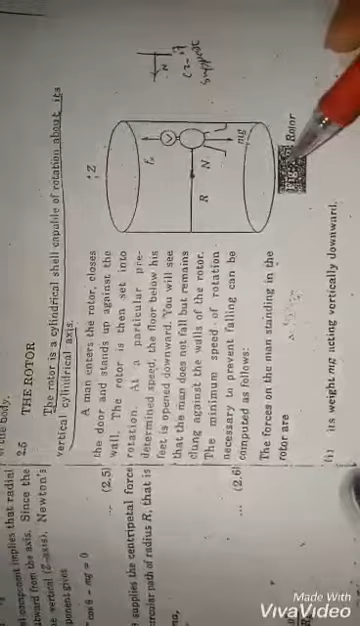 of the body.
l component implies that radial
utward from the axis. Since the
e vertical (Z-axis), Newton's
ponent gives
cos θ − mg = 0
... (2.5)
supplies the centripetal force
circular path of radius R, that is
... (2.6)
2.6 THE ROTOR
The rotor is a cylindrical shell capable of rotation about its
vertical cylindrical axis.
A man enters the rotor, closes
the door and stands up against the
wall. The rotor is then set into
rotation. At a particular pre-
determined speed, the floor below his
feet is opened downward. You will see
that the man does not fall but remains
clung against the walls of the rotor.
The minimum speed of rotation
necessary to prevent falling can be
computed as follows:
The forces on the man standing in the
rotor are
(i) its weight mg acting vertically downward.
Z
R
N
mg
Fig.
Rotor
N
support
Made With
VivaVideo